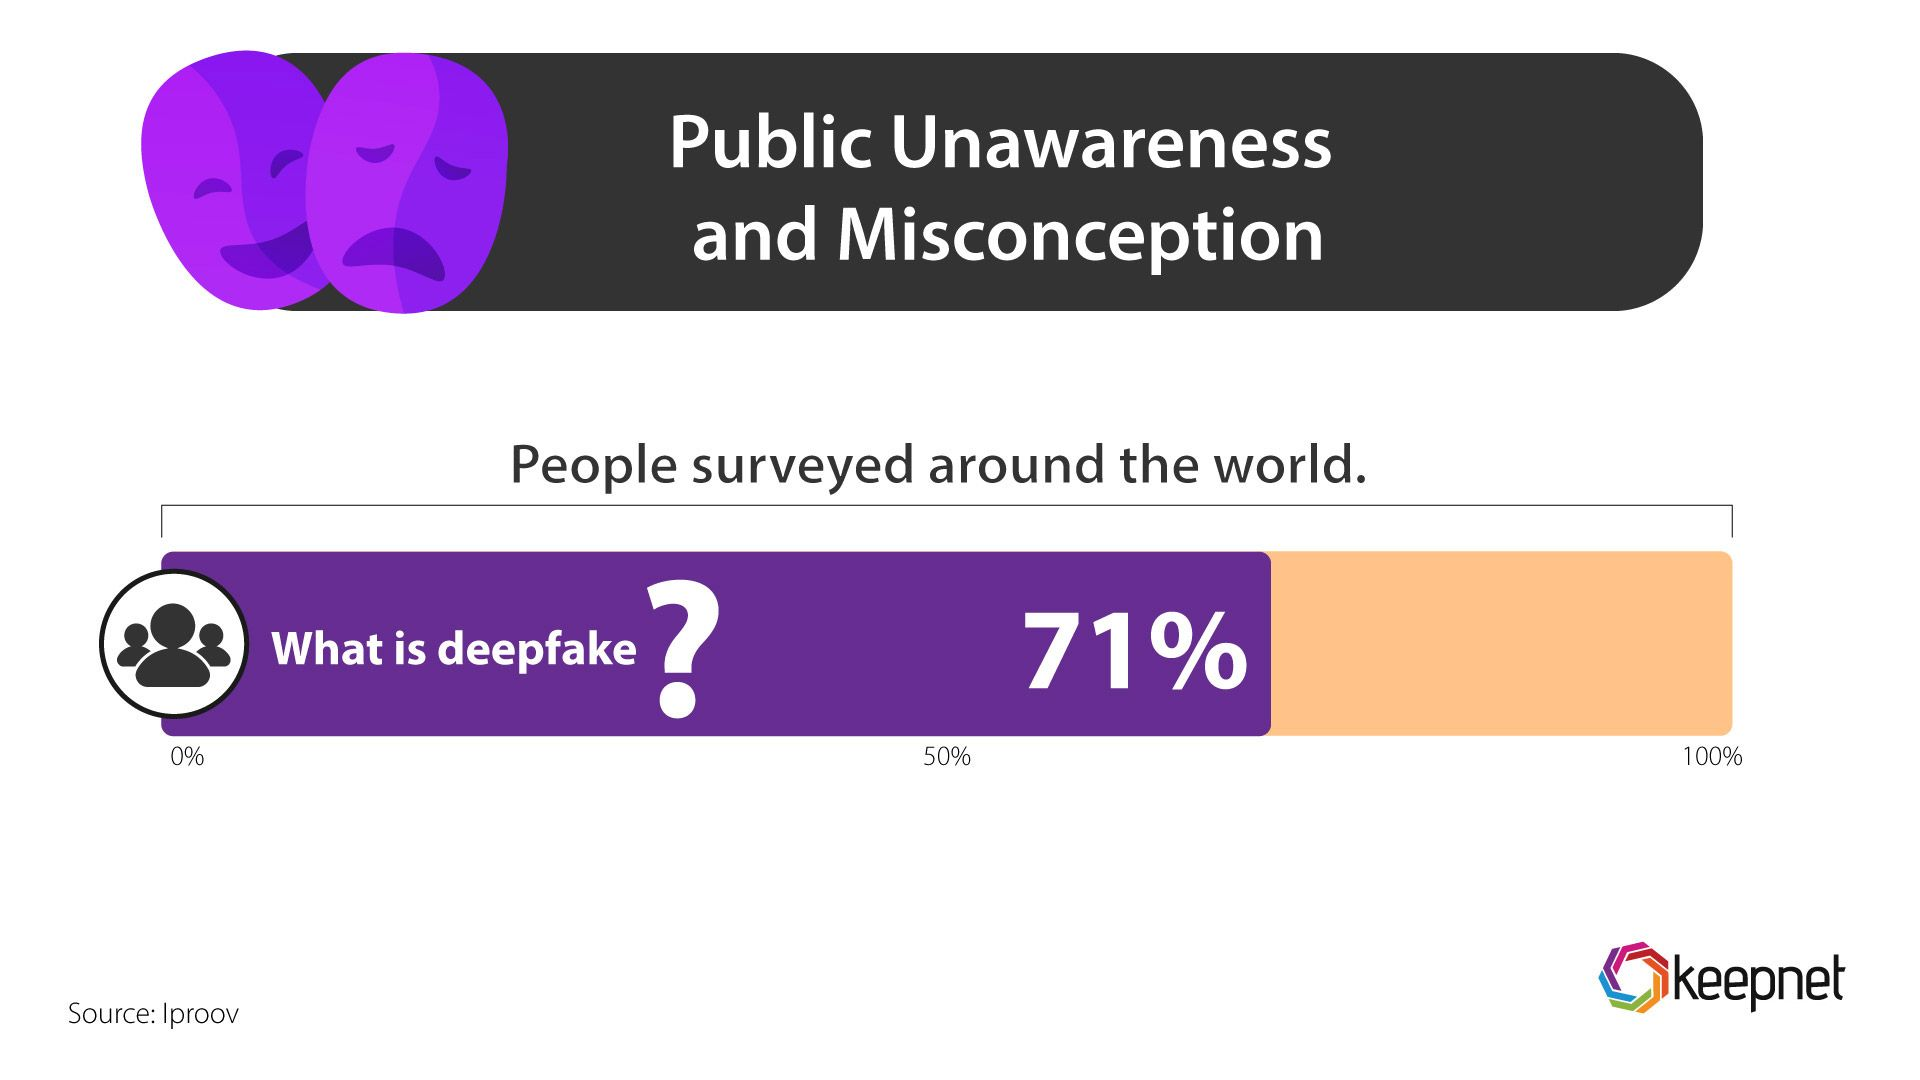 Public Unawareness
and Misconception
People surveyed around the world.
What is deepfake?
71%
0%
50%
100%
Source: Iproov
keepnet